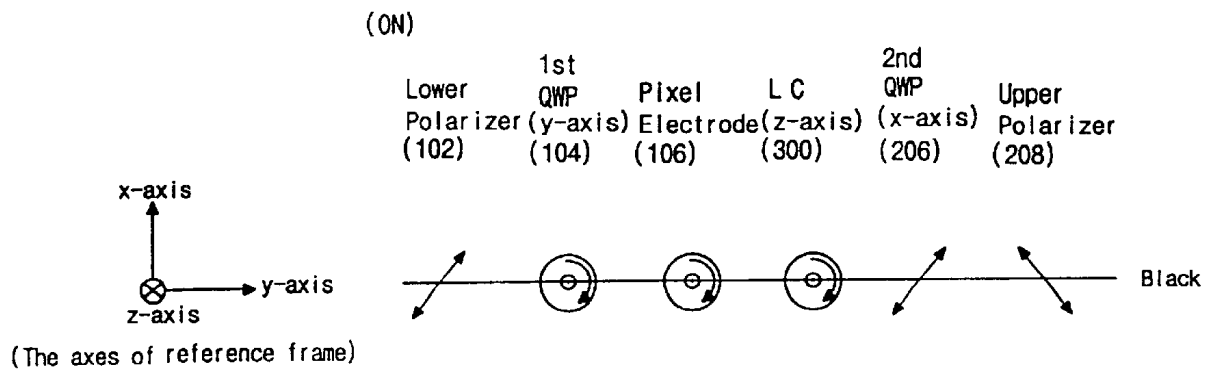 (ON)
Lower
Polarizer
(102)
1st
QWP
(y-axis)
(104)
Pixel
Electrode
(106)
LC
(z-axis)
(300)
2nd
QWP
(x-axis)
(206)
Upper
Polarizer
(208)
x-axis
y-axis
z-axis
(The axes of reference frame)
Black